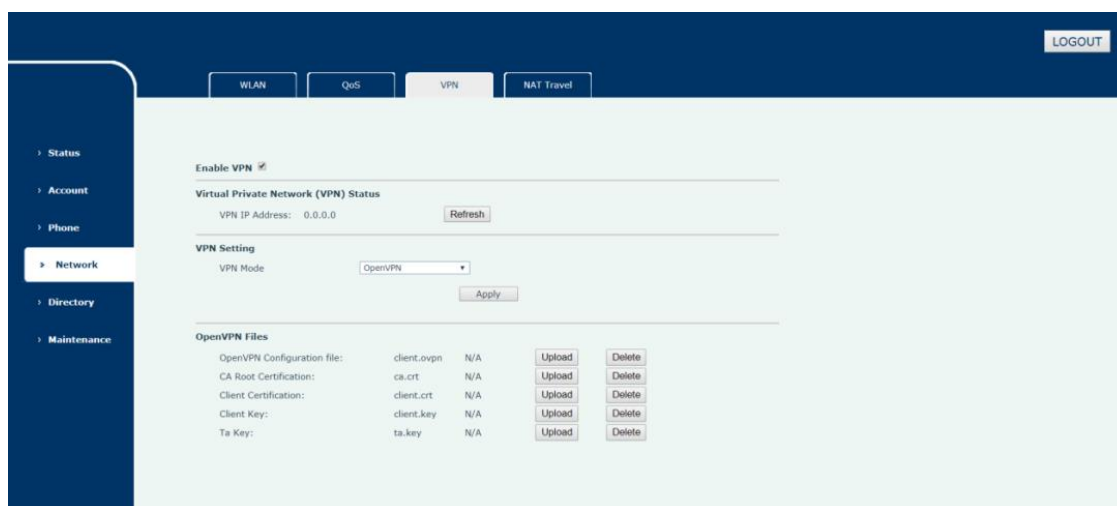 LOGOUT
WLAN QoS VPN NAT Travel
Status
Account
Phone
Network
Directory
Maintenance
Enable VPN
Virtual Private Network (VPN) Status
VPN IP Address: 0.0.0.0 Refresh
VPN Setting
VPN Mode OpenVPN
Apply
OpenVPN Files
OpenVPN Configuration file: client.ovpn N/A Upload Delete
CA Root Certification: ca.crt N/A Upload Delete
Client Certification: client.crt N/A Upload Delete
Client Key: client.key N/A Upload Delete
Ta Key: ta.key N/A Upload Delete